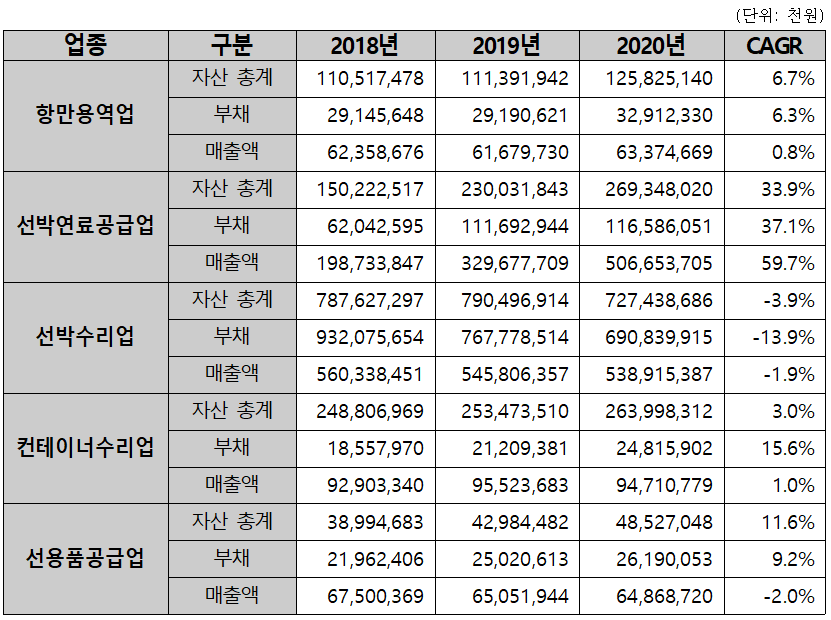 (단위: 천원)
업종 구분 2018년 2019년 2020년 CAGR
항만용역업 자산 총계 110,517,478 111,391,942 125,825,140 6.7%
부채 29,145,648 29,190,621 32,912,330 6.3%
매출액 62,358,676 61,679,730 63,374,669 0.8%
선박연료공급업 자산 총계 150,222,517 230,031,843 269,348,020 33.9%
부채 62,042,595 111,692,944 116,586,051 37.1%
매출액 198,733,847 329,677,709 506,653,705 59.7%
선박수리업 자산 총계 787,627,297 790,496,914 727,438,686 -3.9%
부채 932,075,654 767,778,514 690,839,915 -13.9%
매출액 560,338,451 545,806,357 538,915,387 -1.9%
컨테이너수리업 자산 총계 248,806,969 253,473,510 263,998,312 3.0%
부채 18,557,970 21,209,381 24,815,902 15.6%
매출액 92,903,340 95,523,683 94,710,779 1.0%
선용품공급업 자산 총계 38,994,683 42,984,482 48,527,048 11.6%
부채 21,962,406 25,020,613 26,190,053 9.2%
매출액 67,500,369 65,051,944 64,868,720 -2.0%